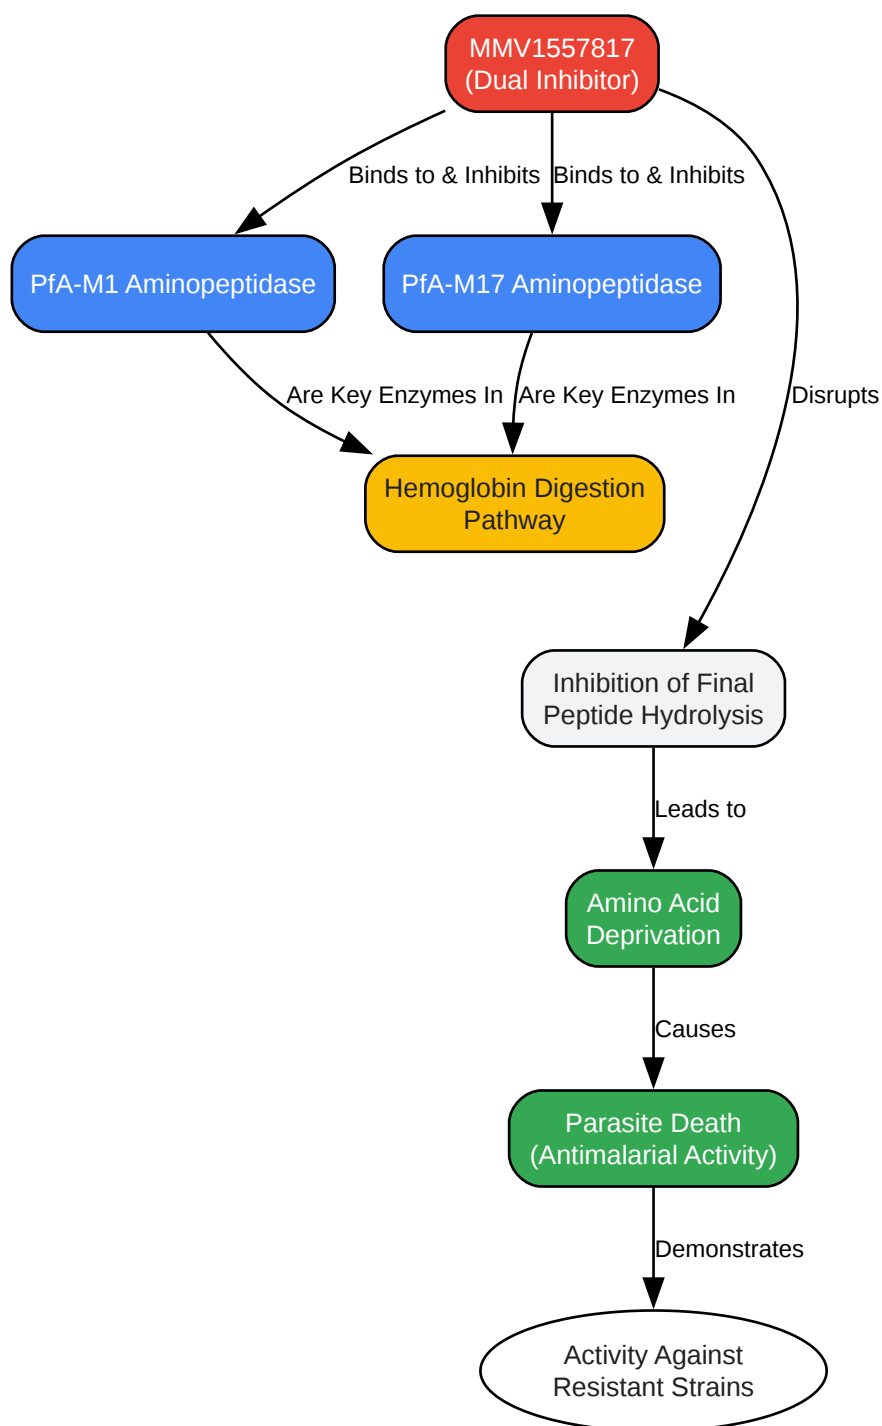 MMV1557817
(Dual Inhibitor)
Binds to & Inhibits
Binds to & Inhibits
PfA-M1 Aminopeptidase
PfA-M17 Aminopeptidase
Are Key Enzymes In
Are Key Enzymes In
Disrupts
Hemoglobin Digestion
Pathway
Inhibition of Final
Peptide Hydrolysis
Leads to
Amino Acid
Deprivation
Causes
Parasite Death
(Antimalarial Activity)
Demonstrates
Activity Against
Resistant Strains